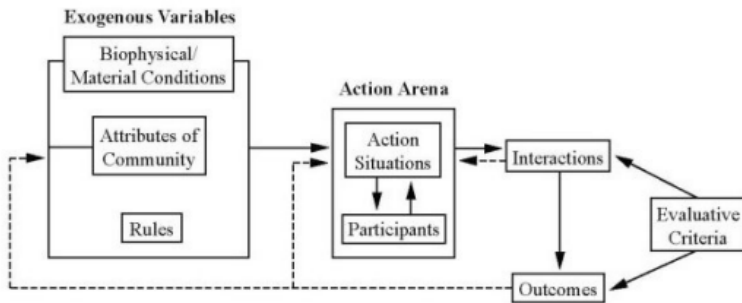 Exogenous Variables
Biophysical/
Material Conditions
Attributes of
Community
Rules
Action Arena
Action
Situations
Participants
Interactions
Outcomes
Evaluative
Criteria